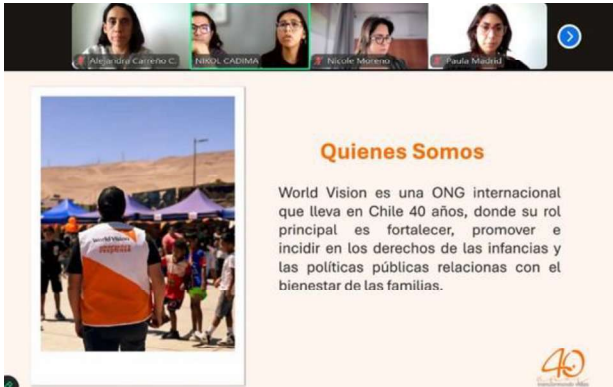 Alejandra Carreño C.
NIKOL CADIMA
Nicole Moreno
Paula Madrid
Quienes Somos
World Vision
World Vision es una ONG internacional
que lleva en Chile 40 años, donde su rol
principal es fortalecer, promover e
incidir en los derechos de las infancias y
las políticas públicas relacionas con el
bienestar de las familias.
40